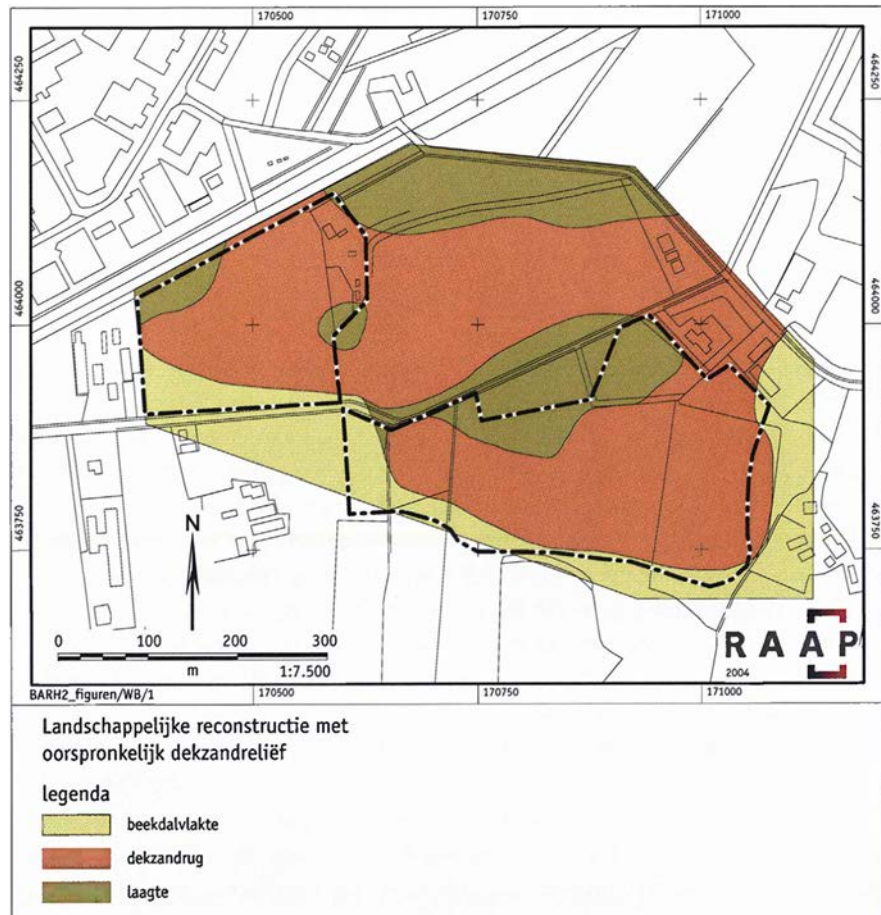 170500 170750 171000
464250 464250
464000 464000
463750 463750
N
0 100 200 300
m 1:7.500
RAAP
2004
BARH2_figuren/WB/1
170500 170750 171000
Landschappelijke reconstructie met
oorspronkelijk dekzandreliëf
legenda
beekdalvlakte
dekzandrug
laagte